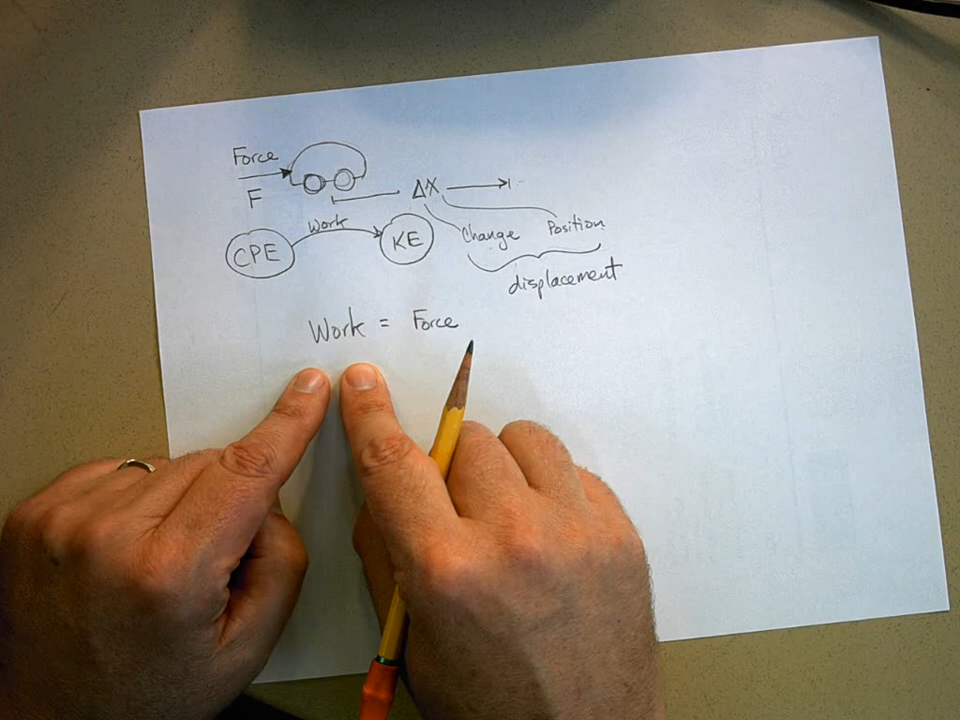 Force
F
ΔX
Work
CPE
KE
Change Position
displacement
Work = Force